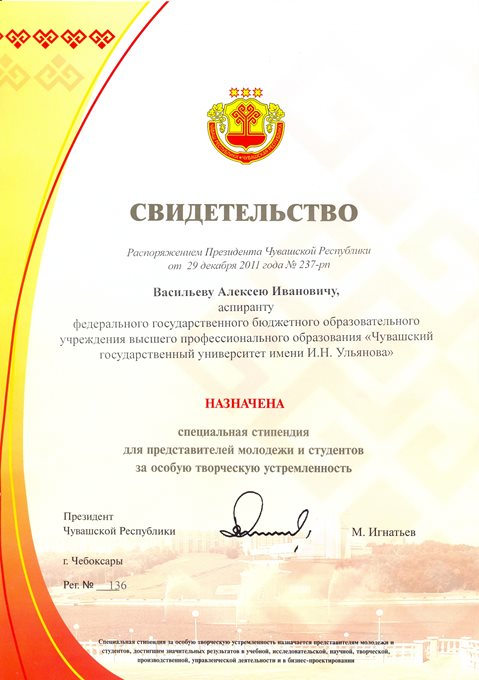 СВИДЕТЕЛЬСТВО
Распоряжением Президента Чувашской Республики
от 29 декабря 2011 года № 237-рп
Васильеву Алексею Ивановичу,
аспиранту
федерального государственного бюджетного образовательного
учреждения высшего профессионального образования «Чувашский
государственный университет имени И.Н. Ульянова»
НАЗНАЧЕНА
специальная стипендия
для представителей молодежи и студентов
за особую творческую устремленность
Президент
Чувашской Республики
М. Игнатьев
г. Чебоксары
Рег. № 136
Специальная стипендия за особую творческую устремленность назначается представителям молодежи и
студентов, достигшим значительных результатов в учебной, исследовательской, научной, творческой,
производственной, управленческой деятельности и в бизнес-проектировании